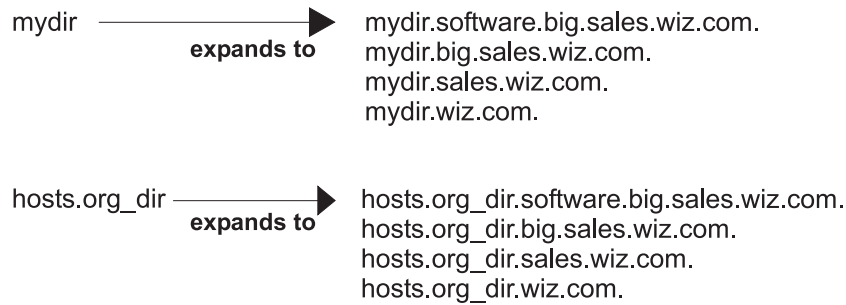 mydir expands to mydir.software.big.sales.wiz.com.
mydir.big.sales.wiz.com.
mydir.sales.wiz.com.
mydir.wiz.com.
hosts.org_dir expands to hosts.org_dir.software.big.sales.wiz.com.
hosts.org_dir.big.sales.wiz.com.
hosts.org_dir.sales.wiz.com.
hosts.org_dir.wiz.com.